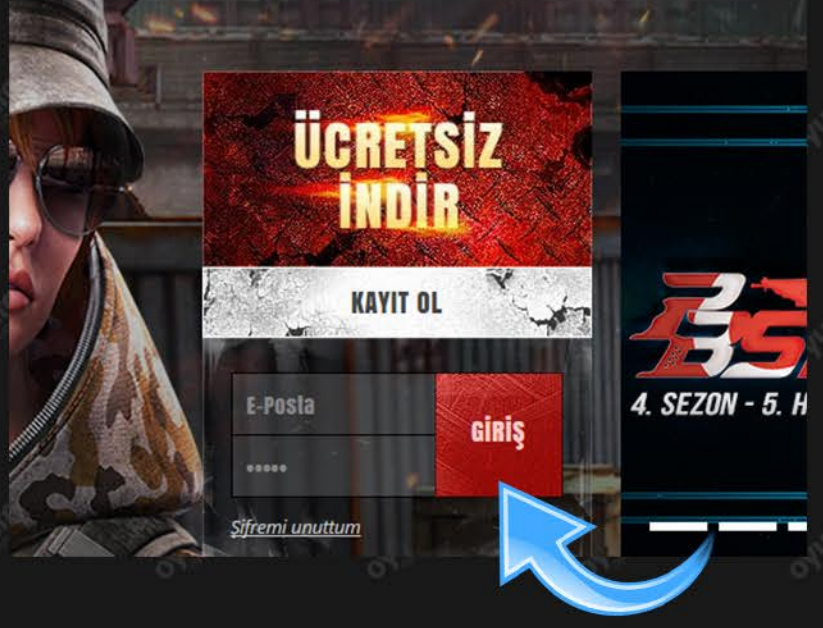 ÜCRETSİZ
İNDİR
KAYIT OL
E-Posta
GİRİŞ
•••••
Şifremi unuttum
4. SEZON - 5. H